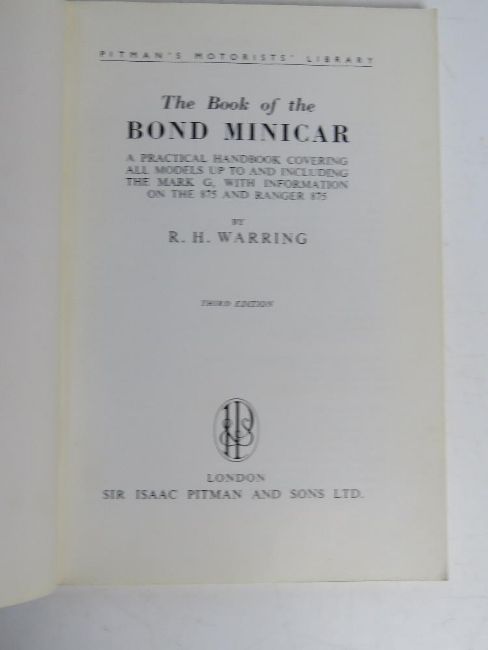 PITMAN'S MOTORISTS' LIBRARY
The Book of the
BOND MINICAR
A PRACTICAL HANDBOOK COVERING
ALL MODELS UP TO AND INCLUDING
THE MARK G, WITH INFORMATION
ON THE 875 AND RANGER 875
BY
R. H. WARRING
THIRD EDITION
LONDON
SIR ISAAC PITMAN AND SONS LTD.